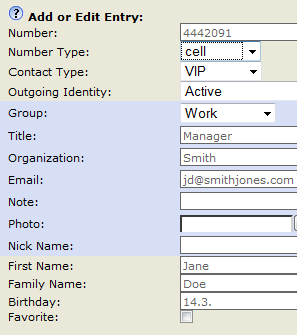 Add or Edit Entry:
Number: 4442091
Number Type: cell
Contact Type: VIP
Outgoing Identity: Active
Group: Work
Title: Manager
Organization: Smith
Email: jd@smithjones.com
Note:
Photo:
Nick Name:
First Name: Jane
Family Name: Doe
Birthday: 14.3.
Favorite: